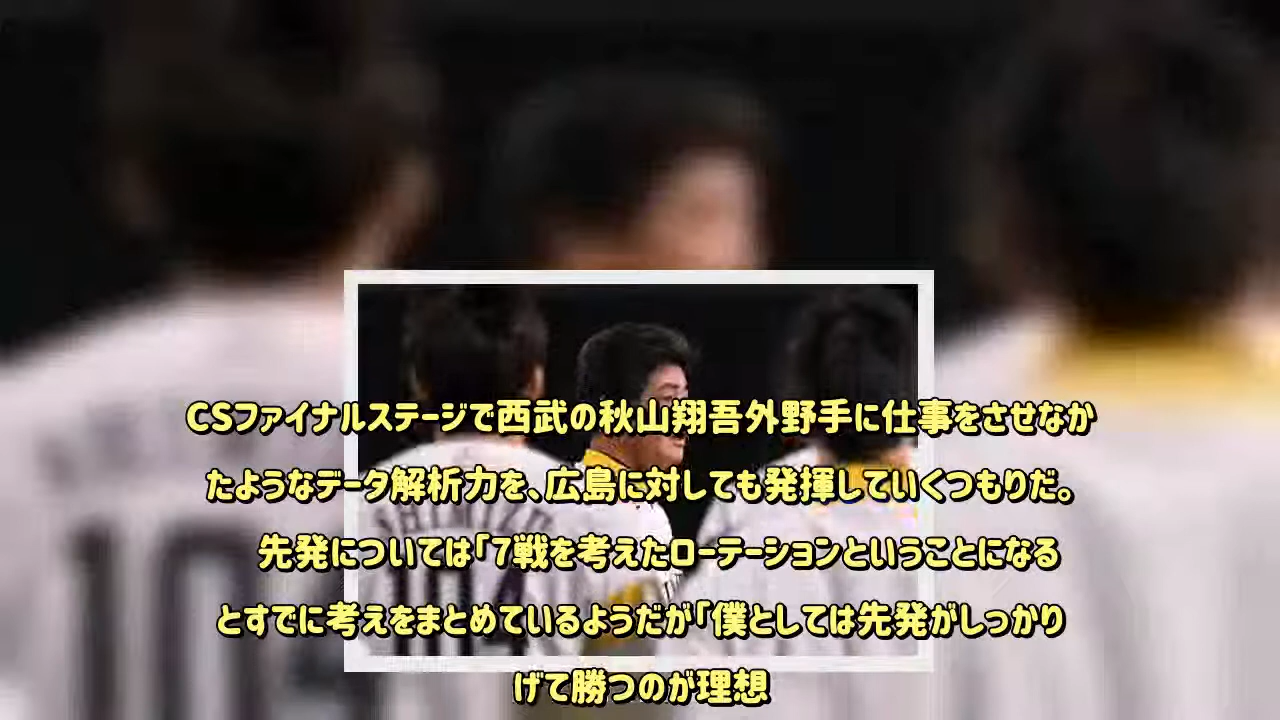 CSファイナルステージで西武の秋山翔吾外野手に仕事をさせなか
たようなデータ解析力を、広島に対しても発揮していくつもりだ。
先発については「7戦を考えたローテーションということになる
とすでに考えをまとめているようだが「僕としては先発がしっかり
げて勝つのが理想
104